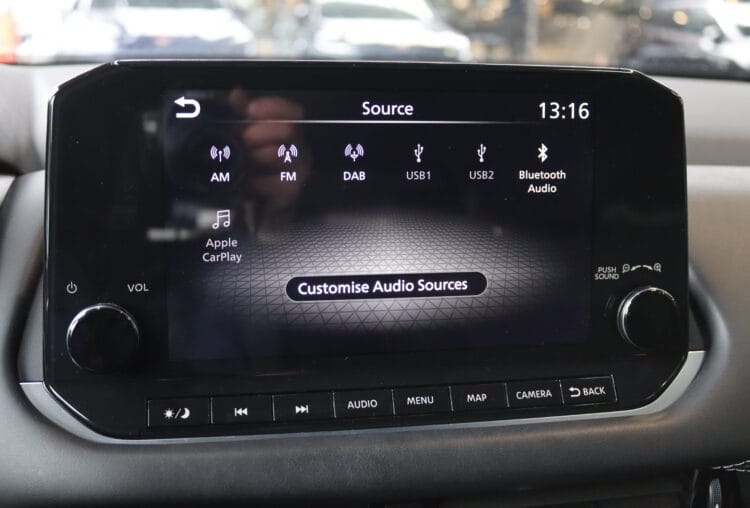 Source
13:16
AM
FM
DAB
USB1
USB2
Bluetooth
Audio
Apple
CarPlay
Customise Audio Sources
VOL
PUSH
SOUND
AUDIO
MENU
MAP
CAMERA
BACK